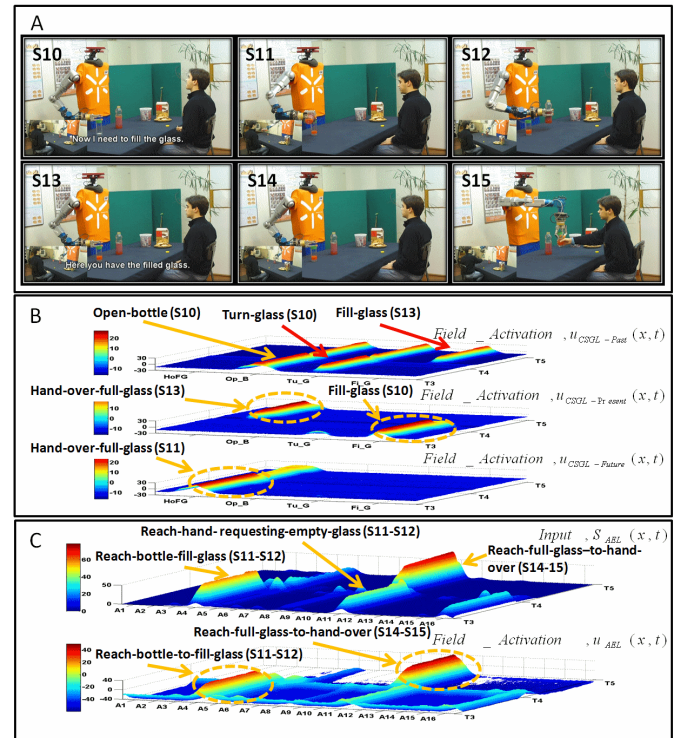 A
S10
S11
S12
Now I need to fill the glass.
S13
S14
S15
Here you have the filled glass.
B
Open-bottle (S10)
Turn-glass (S10)
Fill-glass (S13)
Field _ Activation , u CSGL – Past (x, t)
20
10
0
-10
30
0
-30
HoFG
Op_B
Tu_G
Fi_G
T3
T4
T5
Hand-over-full-glass (S13)
Fill-glass (S10)
Field _ Activation , u CSGL – Pr esent (x, t)
10
0
-10
30
0
-30
Op_B
Tu_G
Fi_G
T3
T4
T5
Hand-over-full-glass (S11)
Field _ Activation , u CSGL – Future (x, t)
20
10
0
-10
30
0
-30
HoFG
Op_B
Tu_G
Fi_G
T3
T4
T5
C
Reach-hand- requesting-empty-glass (S11-S12)
Input , S AEL (x, t)
Reach-bottle-fill-glass (S11-S12)
Reach-full-glass–to-hand-over (S14-15)
60
40
20
0
50
0
A1 A2 A3 A4 A5 A6 A7 A8 A9 A10 A11 A12 A13 A14 A15 A16
T3
T4
T5
Reach-full-glass-to-hand-over (S14-S15)
Field _ Activation , u AEL (x, t)
Reach-bottle-to-fill-glass (S11-S12)
40
20
0
-20
-40
40
0
-40
A1 A2 A3 A4 A5 A6 A7 A8 A9 A10 A11 A12 A13 A14 A15 A16
T3
T4
T5